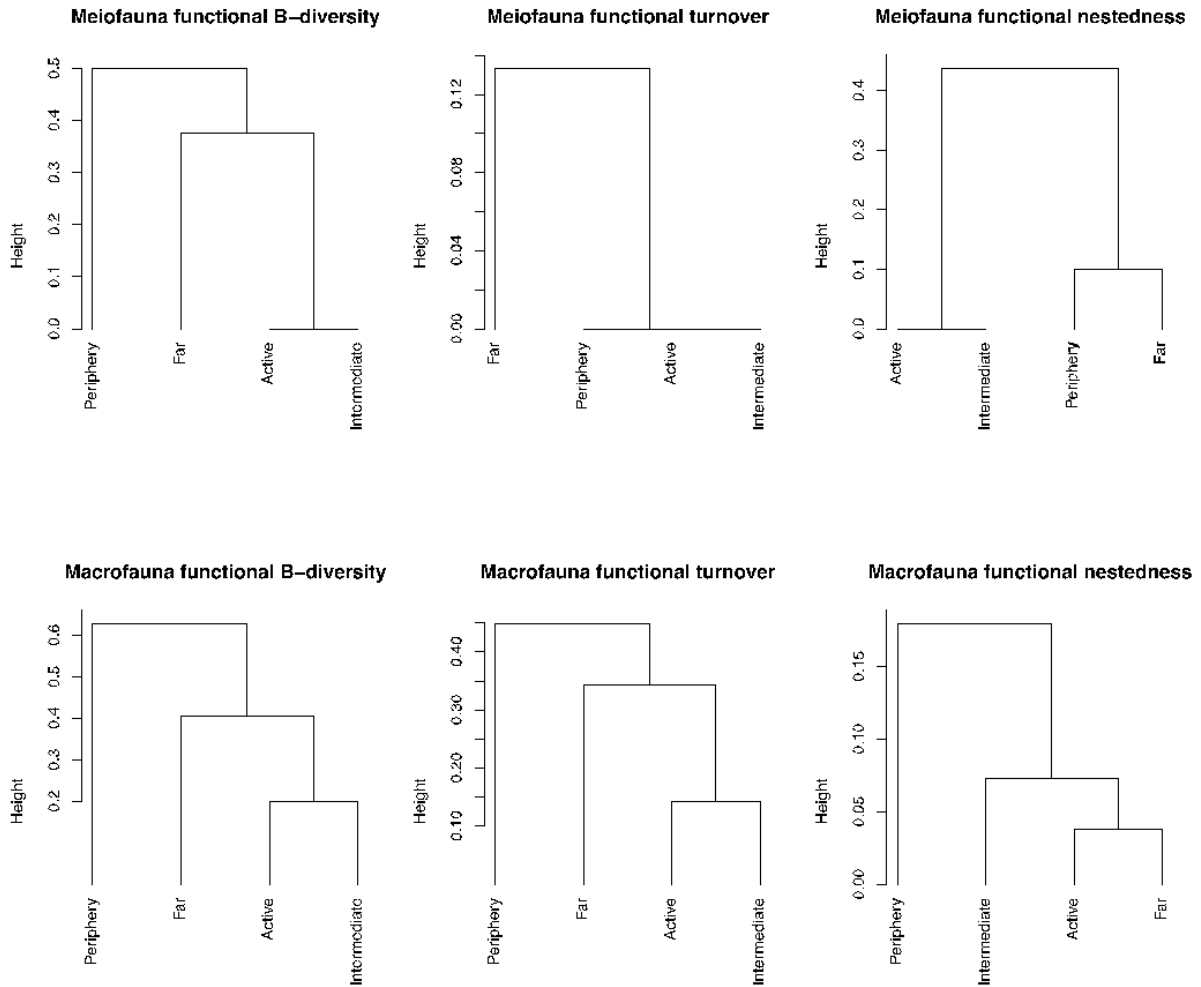 Meiofauna functional B−diversity
Meiofauna functional turnover
Meiofauna functional nestedness
Height
0.0
0.1
0.2
0.3
0.4
0.5
Periphery
Far
Active
Intermediate
Height
0.00
0.04
0.08
0.12
Far
Periphery
Active
Intermediate
Height
0.0
0.1
0.2
0.3
0.4
Active
Intermediate
Periphery
Far
Macrofauna functional B−diversity
Macrofauna functional turnover
Macrofauna functional nestedness
Height
0.2
0.3
0.4
0.5
0.6
Periphery
Far
Active
Intermediate
Height
0.10
0.20
0.30
0.40
Periphery
Far
Active
Intermediate
Height
0.00
0.05
0.10
0.15
Periphery
Intermediate
Active
Far